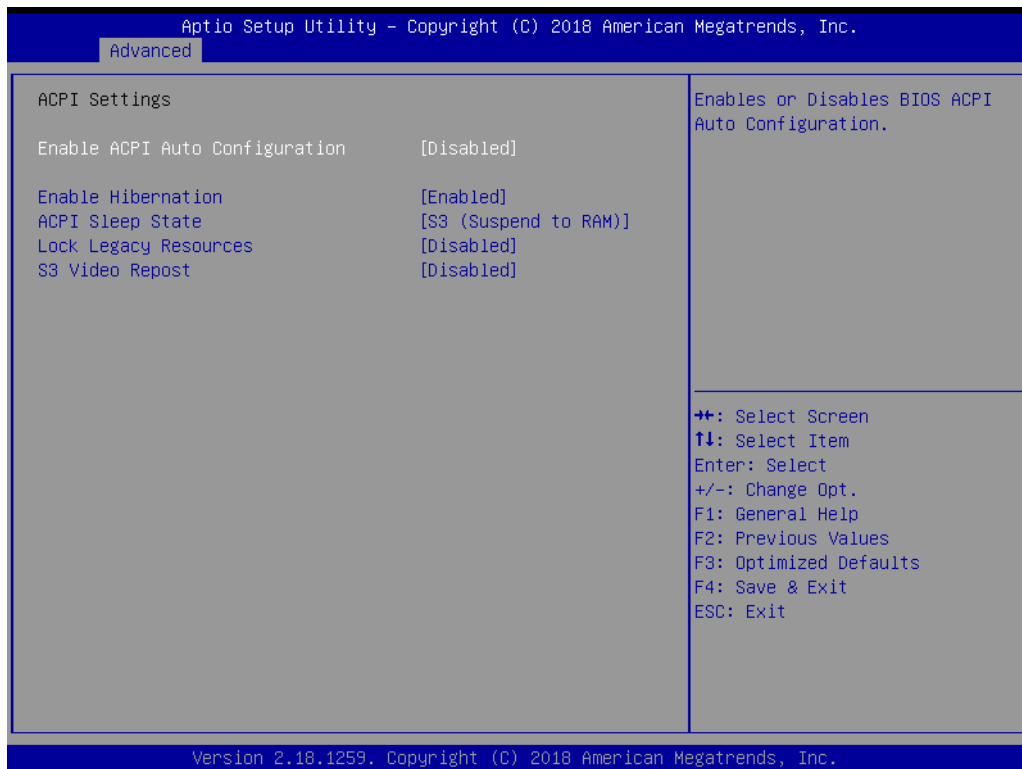 Aptio Setup Utility – Copyright (C) 2018 American Megatrends, Inc.
Advanced
ACPI Settings
Enable ACPI Auto Configuration [Disabled]
Enable Hibernation [Enabled]
ACPI Sleep State [S3 (Suspend to RAM)]
Lock Legacy Resources [Disabled]
S3 Video Repost [Disabled]
Enables or Disables BIOS ACPI
Auto Configuration.
→←: Select Screen
↑↓: Select Item
Enter: Select
+/-: Change Opt.
F1: General Help
F2: Previous Values
F3: Optimized Defaults
F4: Save & Exit
ESC: Exit
Version 2.18.1259. Copyright (C) 2018 American Megatrends, Inc.